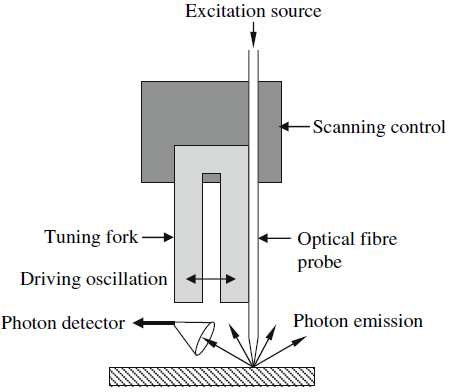 Excitation source
Scanning control
Tuning fork
Optical fibre
probe
Driving oscillation
Photon detector
Photon emission